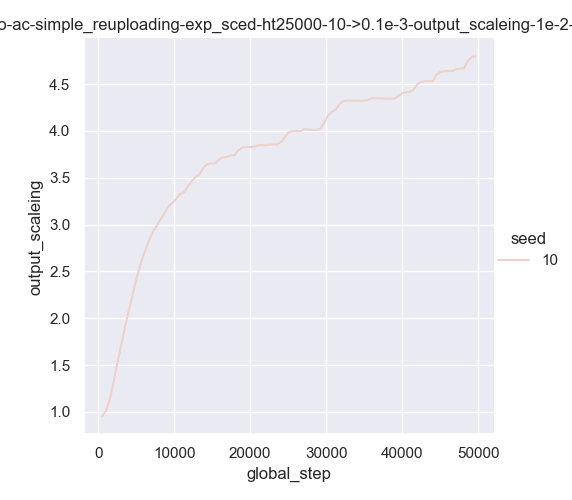 o-ac-simple_reuploading-exp_sced-ht25000-10->0.1e-3-output_scaleing-1e-2-
4.5
4.0
3.5
3.0
2.5
2.0
1.5
1.0
output_scaleing
0 10000 20000 30000 40000 50000
global_step
seed
10